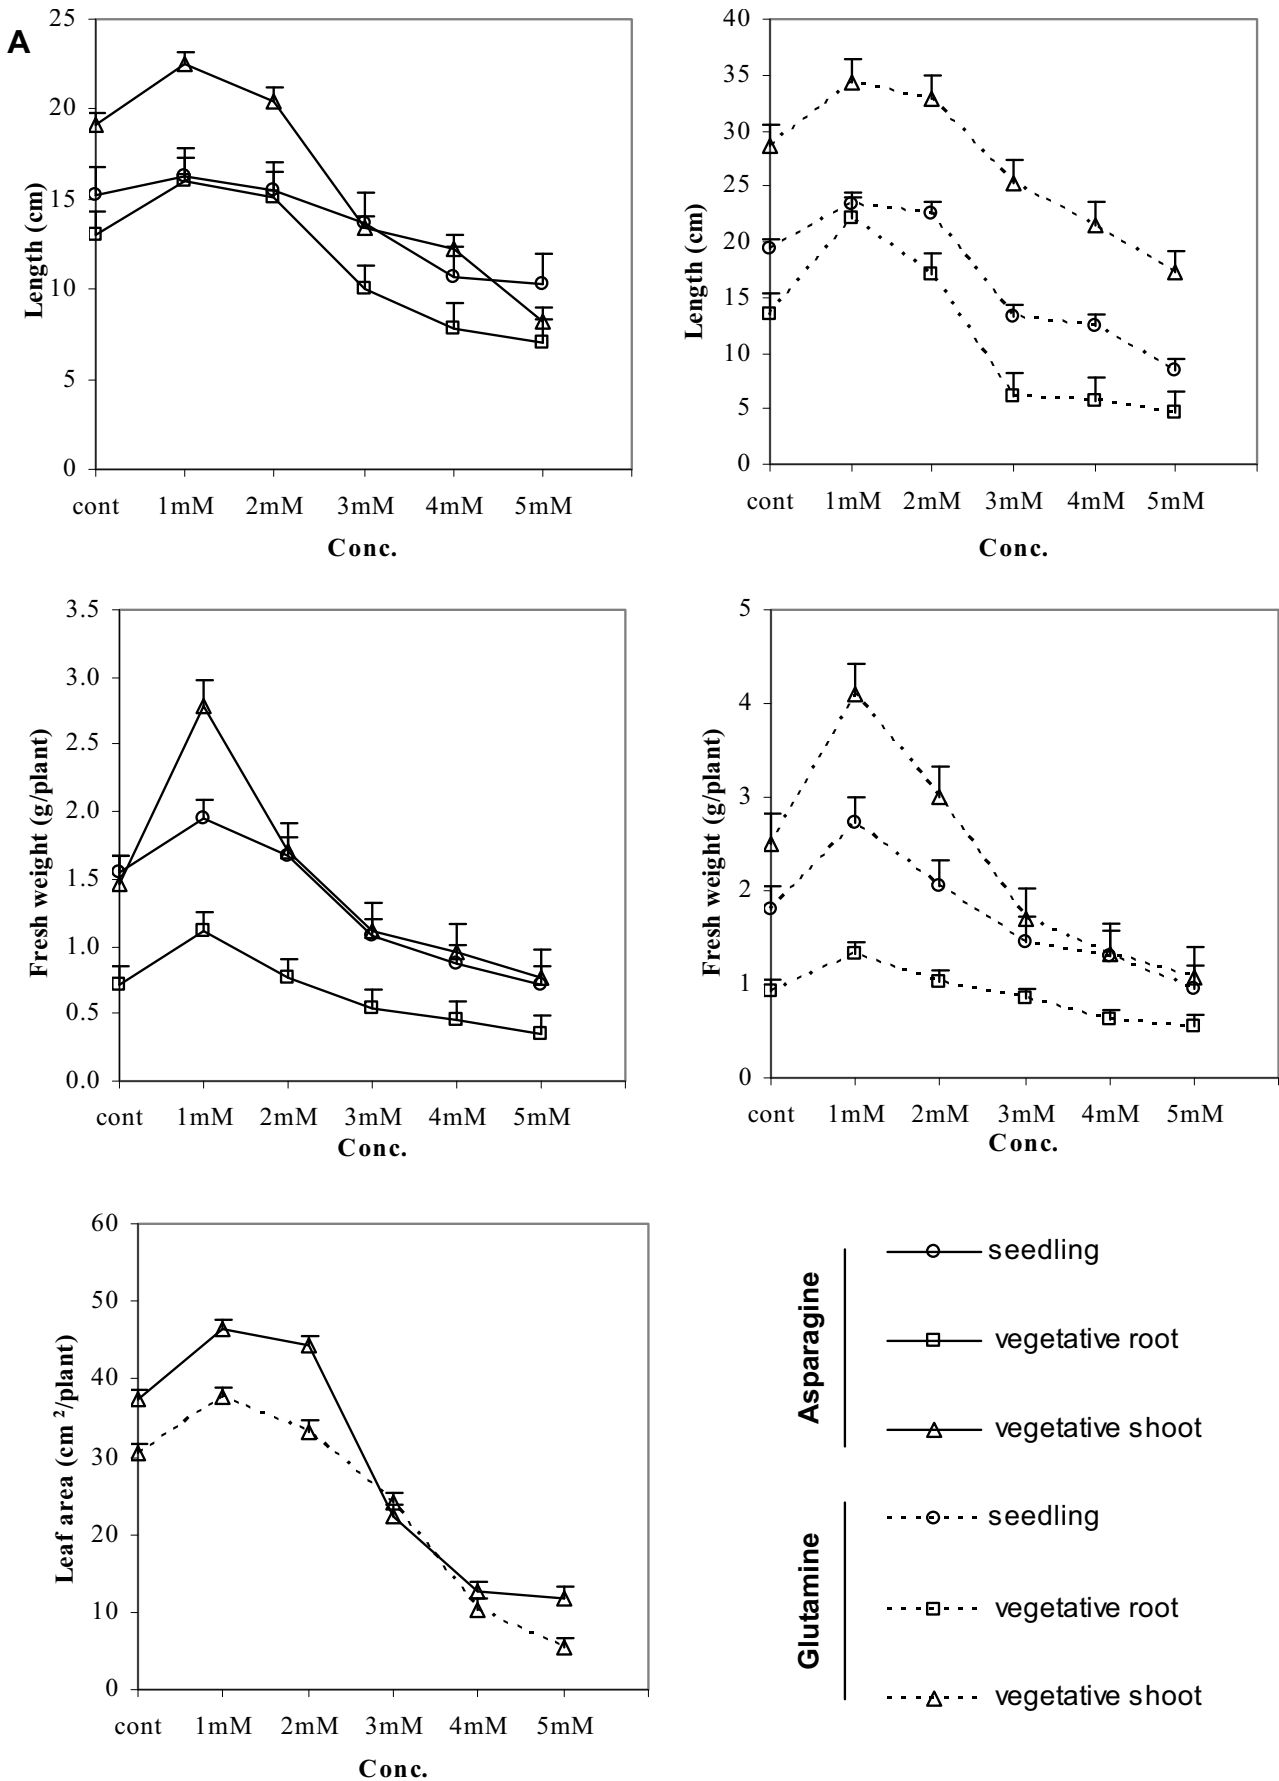 A
25
20
15
10
5
0
Length (cm)
cont 1mM 2mM 3mM 4mM 5mM
Conc.
40
35
30
25
20
15
10
5
0
Length (cm)
cont 1mM 2mM 3mM 4mM 5mM
Conc.
3.5
3.0
2.5
2.0
1.5
1.0
0.5
0.0
Fresh weight (g/plant)
cont 1mM 2mM 3mM 4mM 5mM
Conc.
5
4
3
2
1
0
Fresh weight (g/plant)
cont 1mM 2mM 3mM 4mM 5mM
Conc.
60
50
40
30
20
10
0
Leaf area (cm ²/plant)
cont 1mM 2mM 3mM 4mM 5mM
Conc.
Asparagine
seedling
vegetative root
vegetative shoot
Glutamine
seedling
vegetative root
vegetative shoot